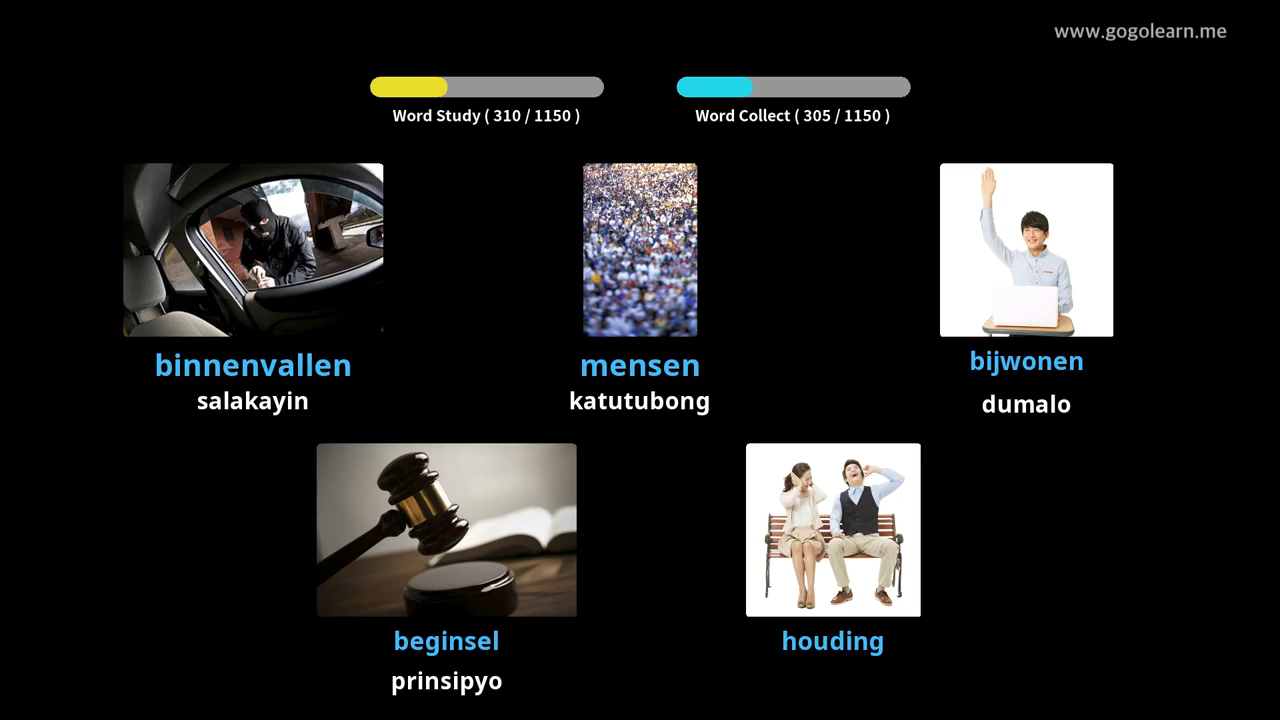 www.gogolearn.me
Word Study ( 310 / 1150 )
Word Collect ( 305 / 1150 )
binnenvallen
salakayin
mensen
katutubong
bijwonen
dumalo
beginsel
prinsipyo
houding